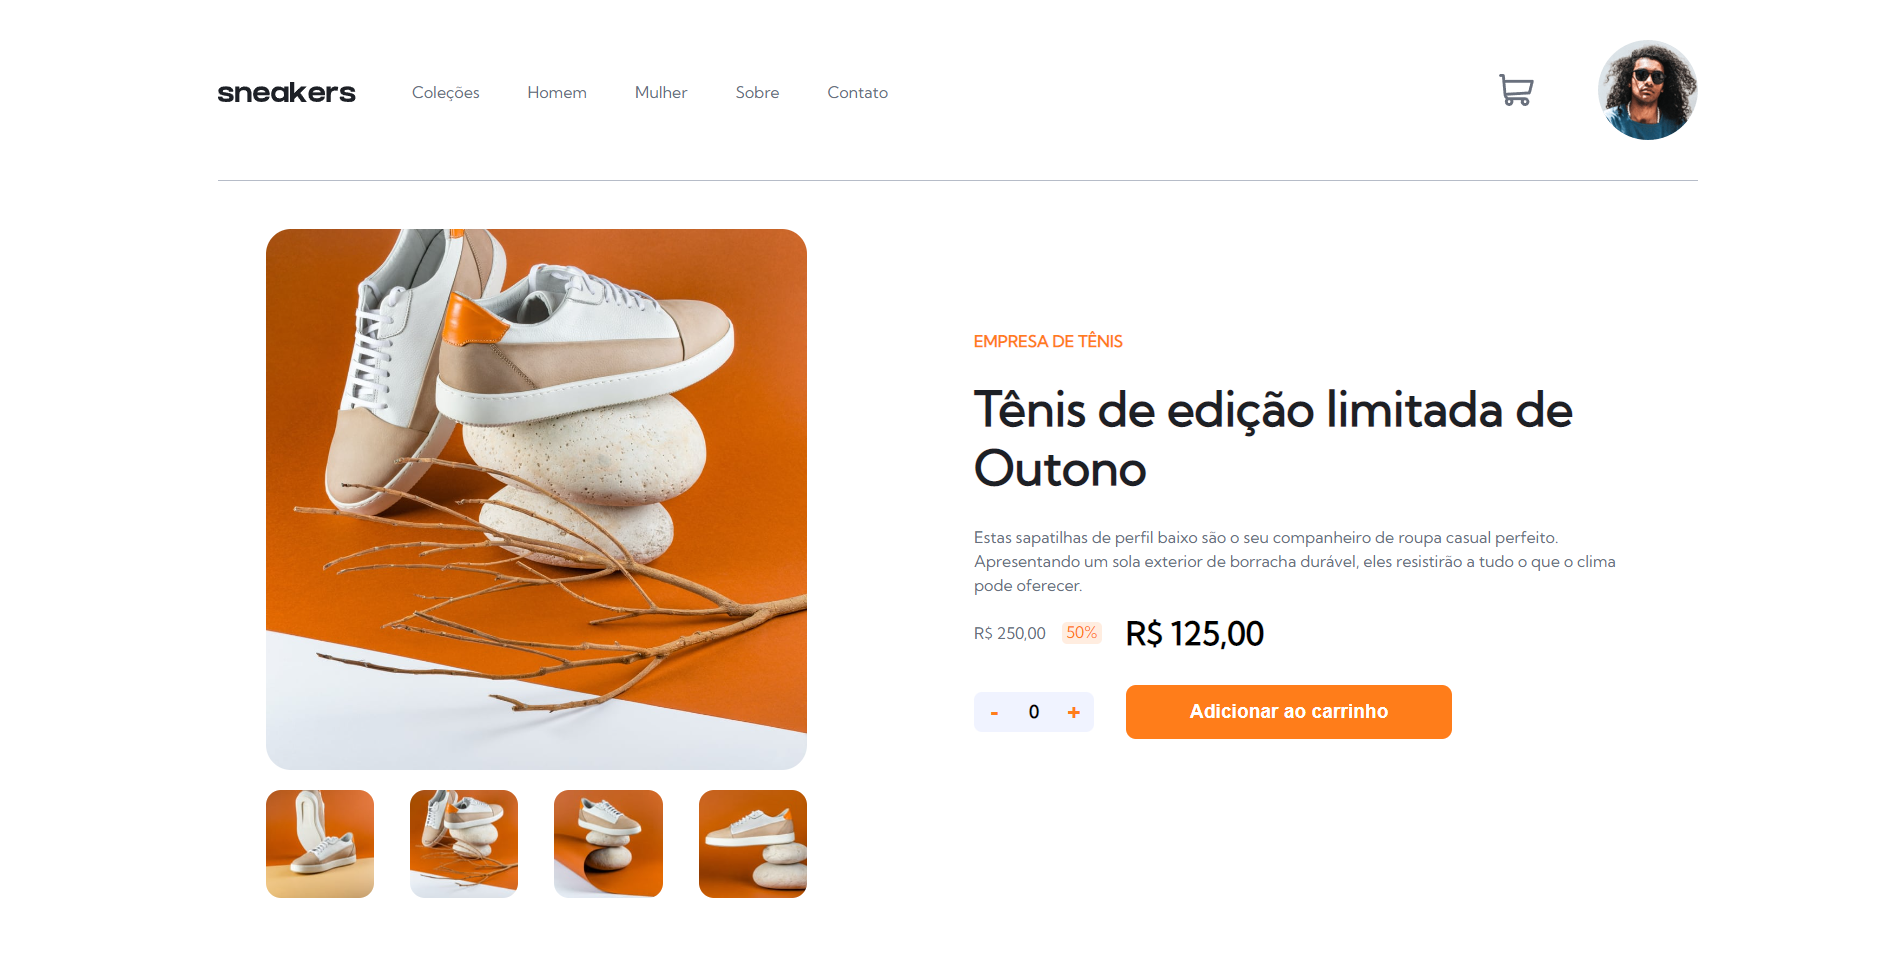 sneakers
Coleções
Homem
Mulher
Sobre
Contato
EMPRESA DE TÊNIS
Tênis de edição limitada de
Outono
Estas sapatilhas de perfil baixo são o seu companheiro de roupa casual perfeito.
Apresentando um sola exterior de borracha durável, eles resistirão a tudo o que o clima
pode oferecer.
R$ 250,00 50% R$ 125,00
- 0 + Adicionar ao carrinho